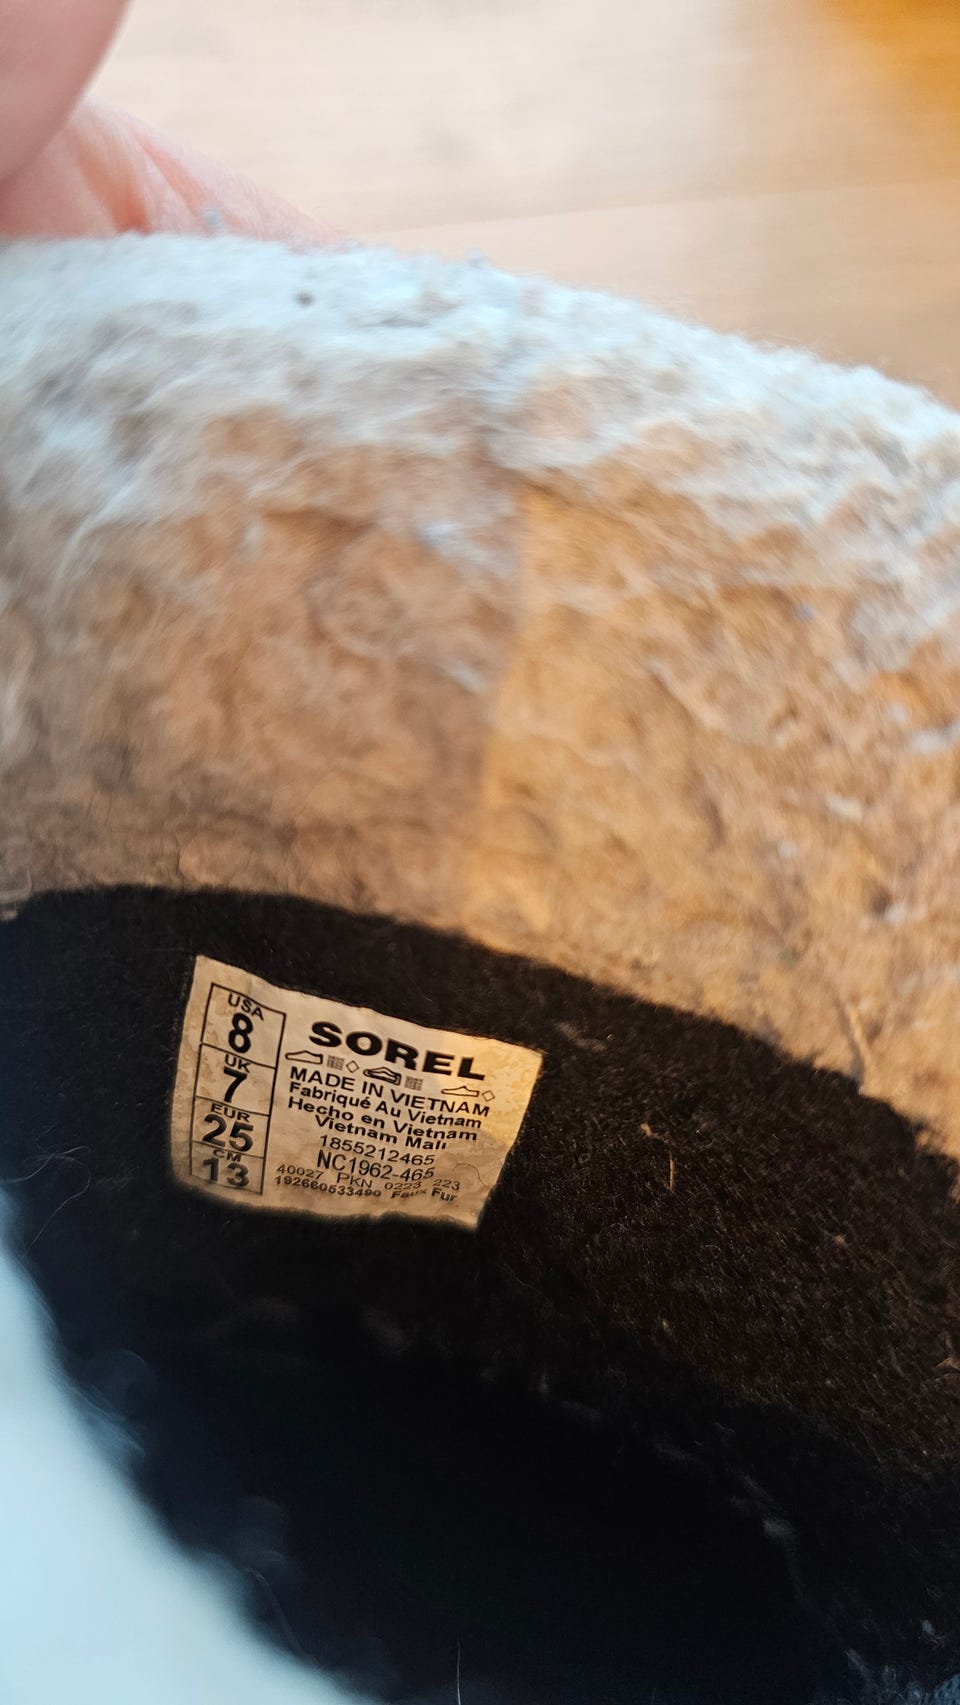 USA
8
UK
7
EUR
25
CM
13
SOREL
MADE IN VIETNAM
Fabriqué Au Vietnam
Hecho en Vietnam
Vietnam Malı
1855212465
NC1962-465
40027 PKN 0223 223
192660533490 Faux Fur